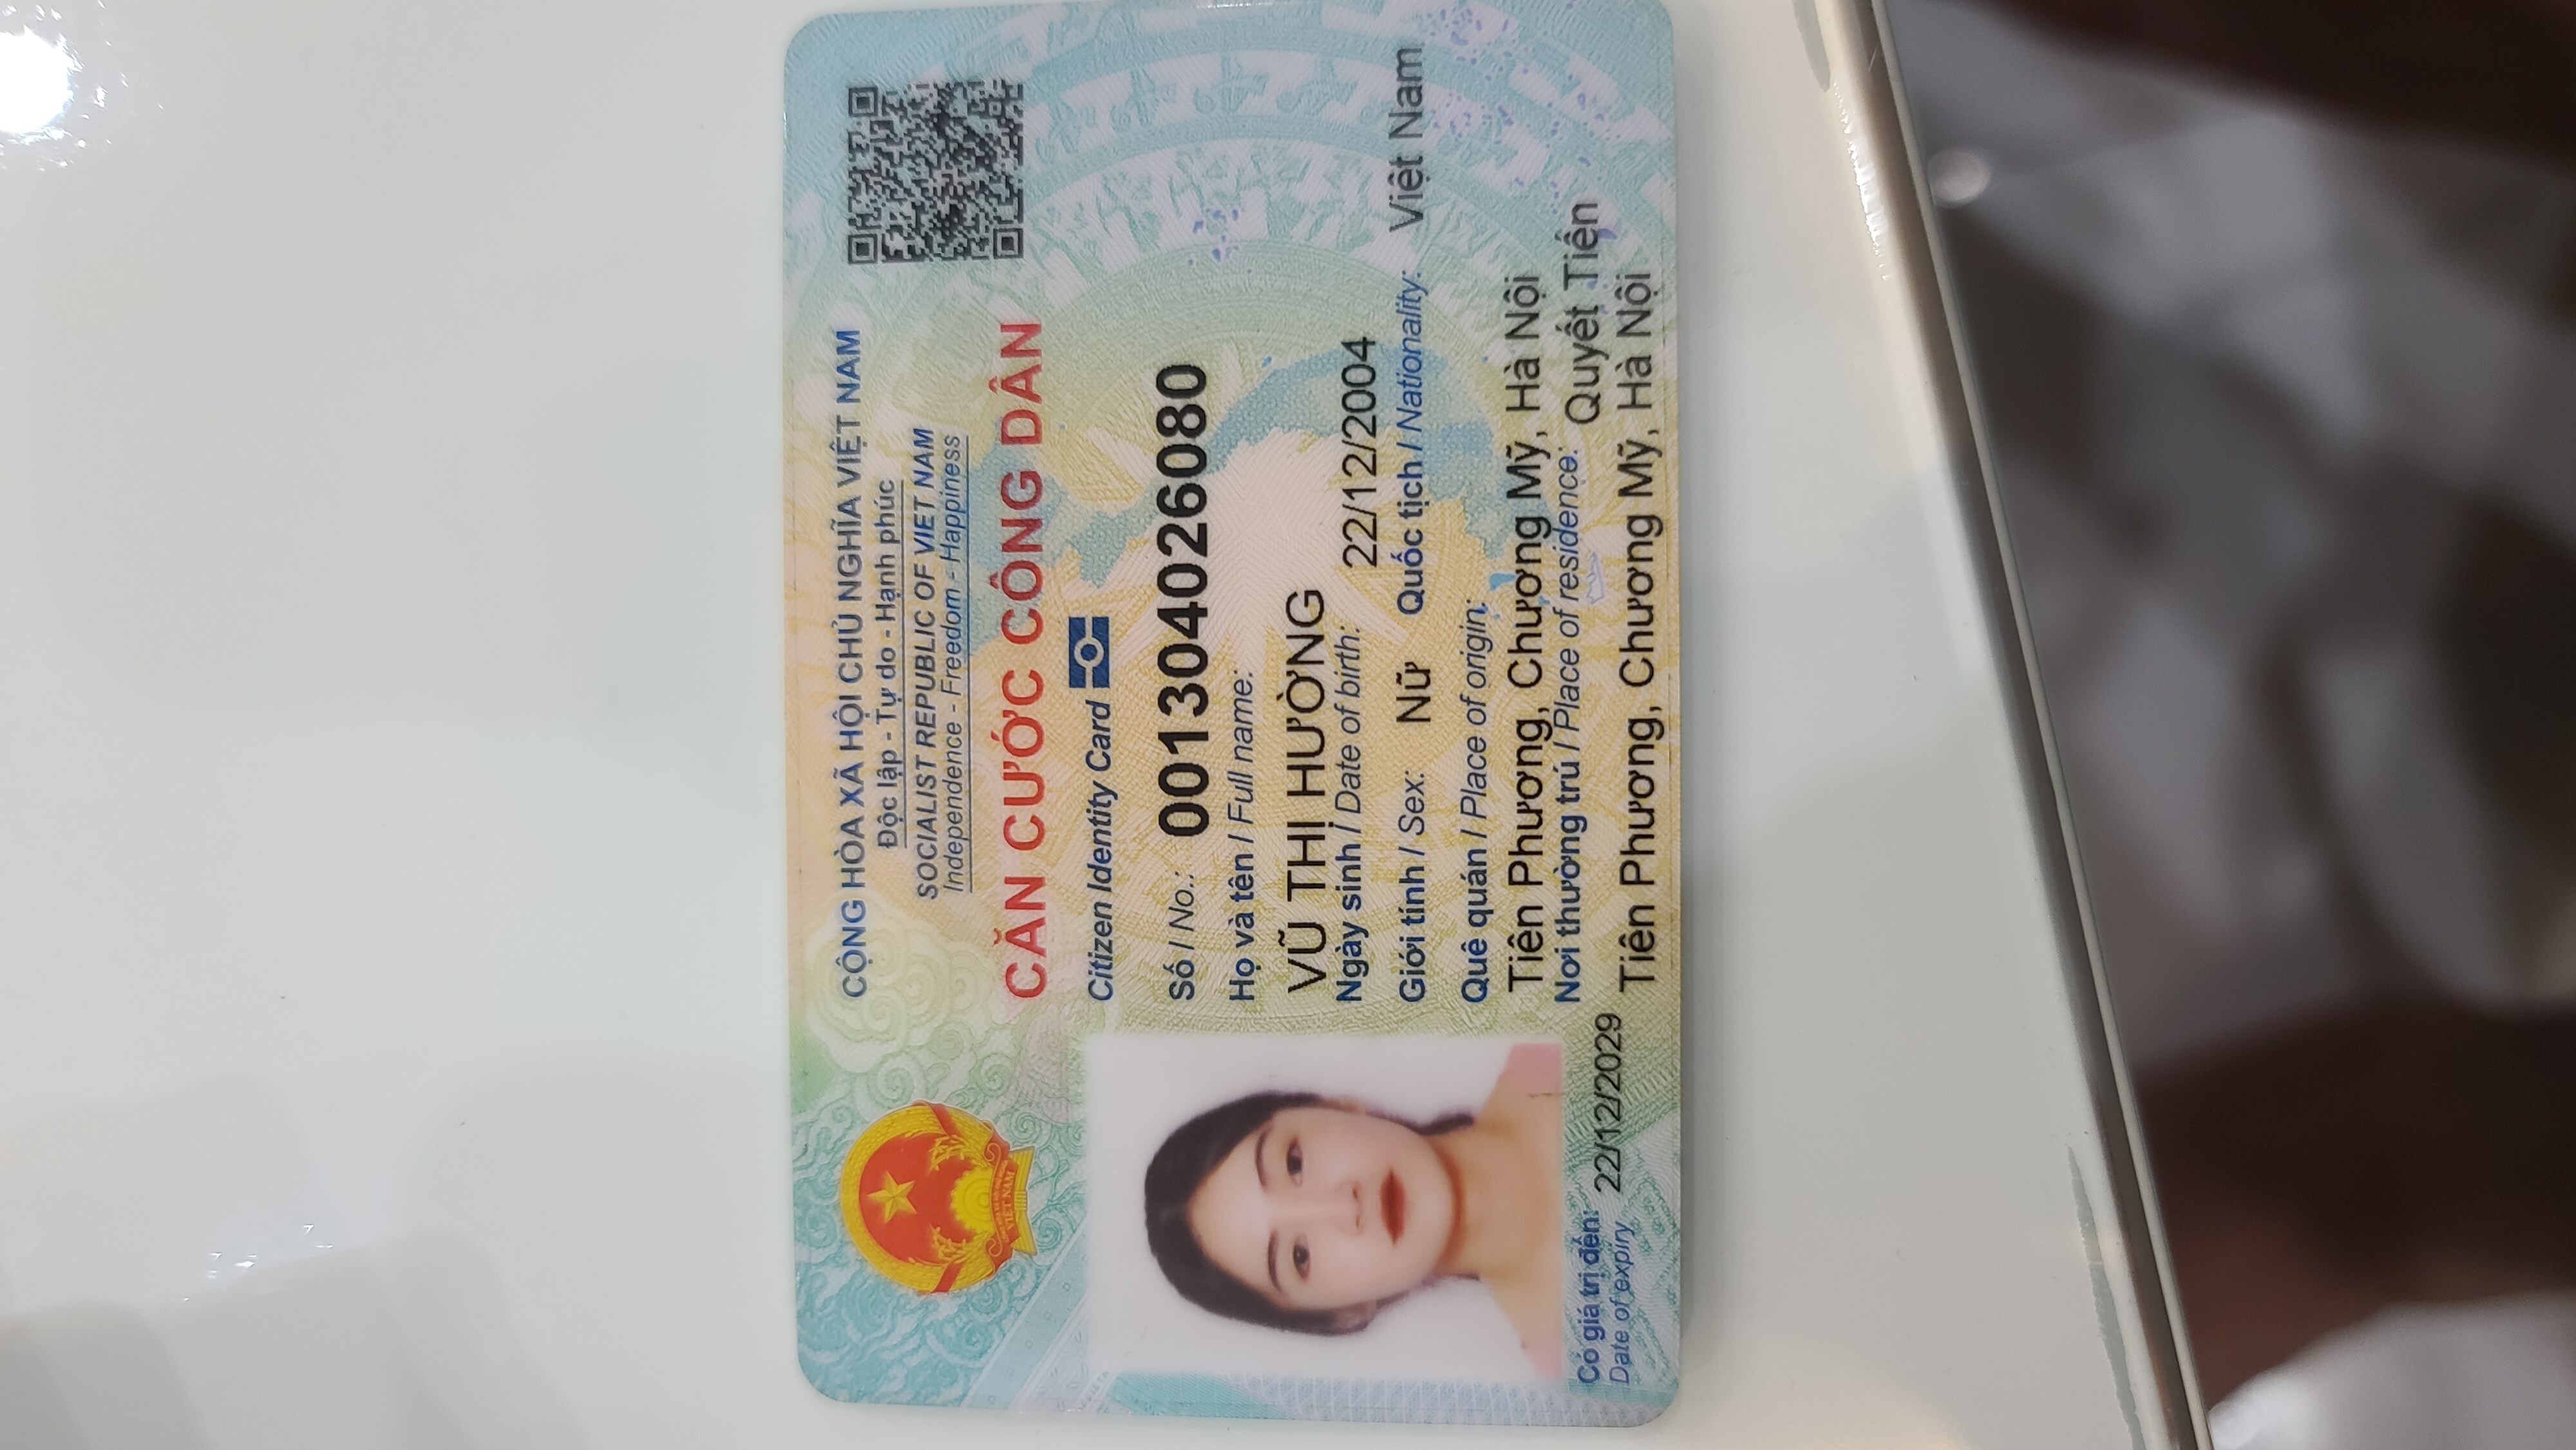 CỘNG HÒA XÃ HỘI CHỦ NGHĨA VIỆT NAM
Độc lập - Tự do - Hạnh phúc
SOCIALIST REPUBLIC OF VIET NAM
Independence - Freedom - Happiness
CĂN CƯỚC CÔNG DÂN
Citizen Identity Card
Số / No.: 001304026080
Họ và tên / Full name:
VŨ THỊ HƯỜNG
Ngày sinh / Date of birth: 22/12/2004
Giới tính / Sex: Nữ Quốc tịch / Nationality: Việt Nam
Quê quán / Place of origin:
Tiên Phương, Chương Mỹ, Hà Nội
Nơi thường trú / Place of residence: Quyết Tiến
Tiên Phương, Chương Mỹ, Hà Nội
Có giá trị đến: 22/12/2029
Date of expiry
VIỆT NAM